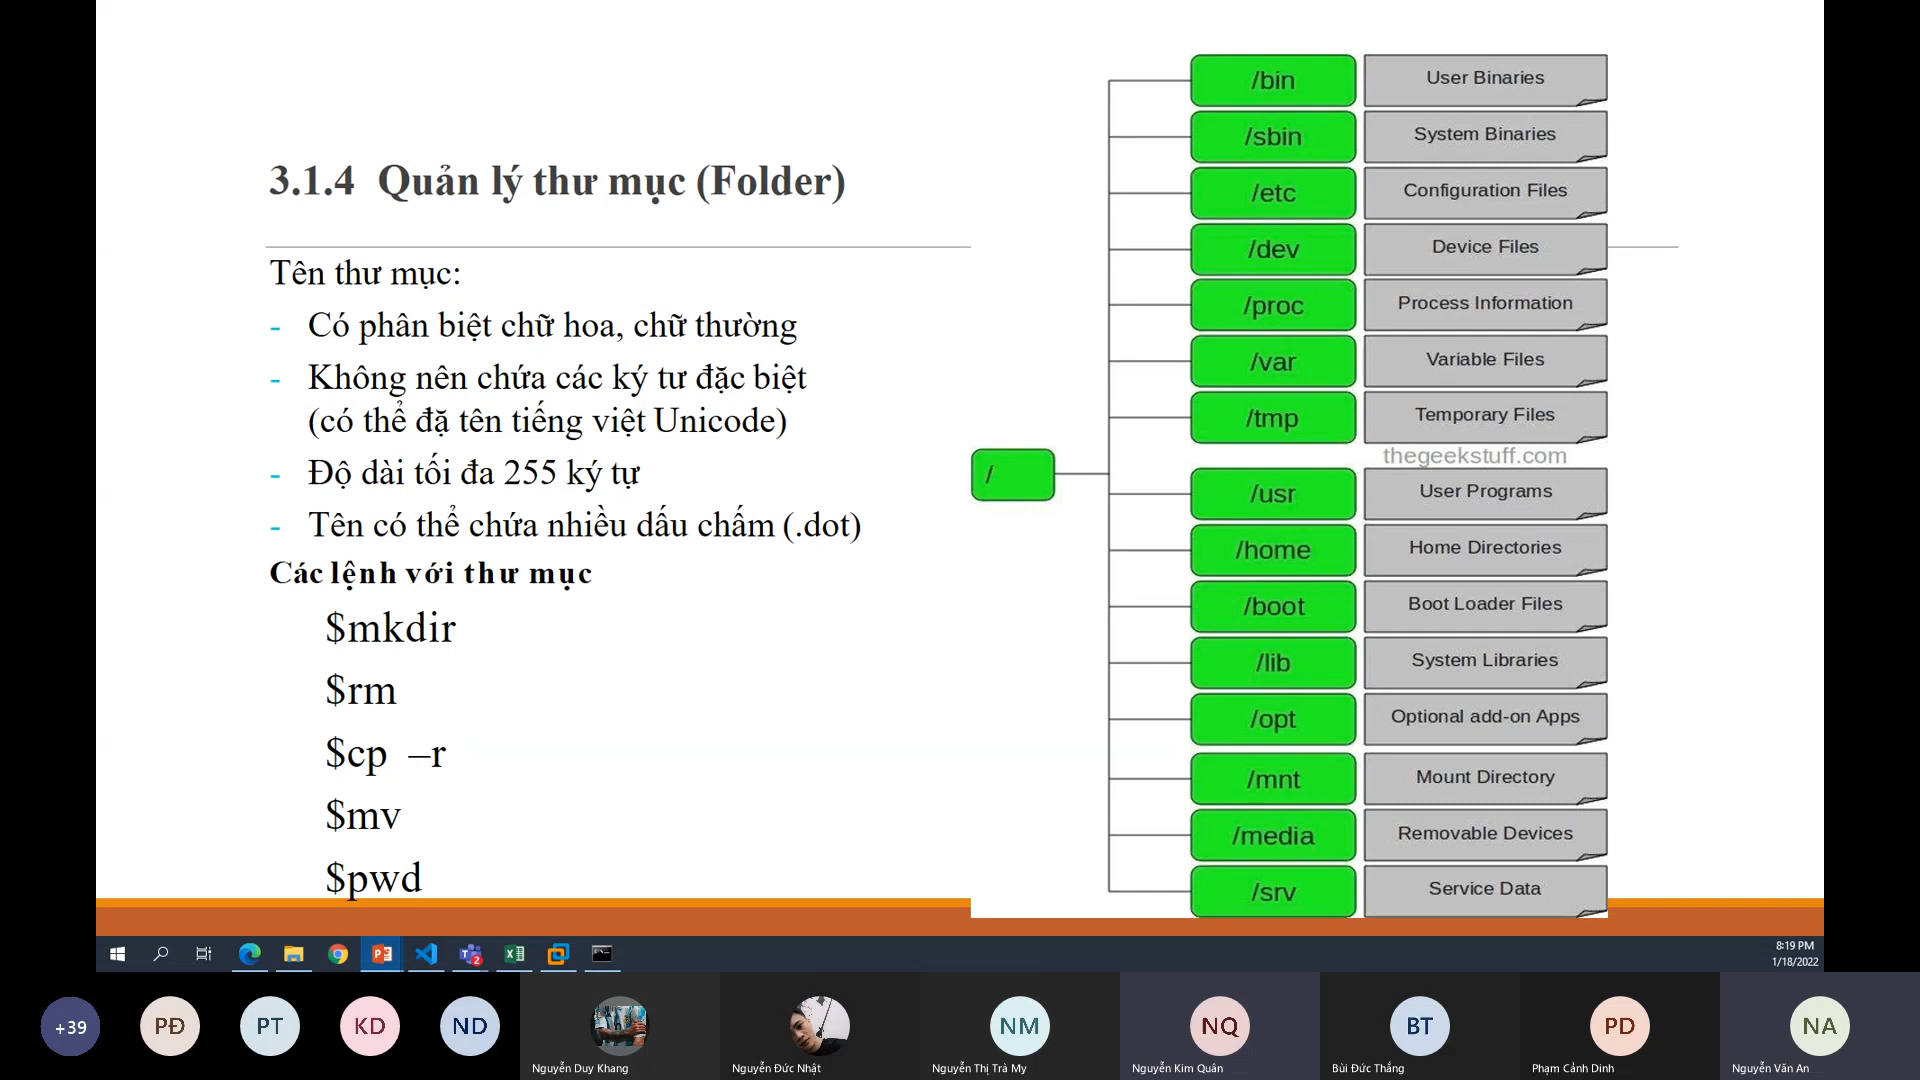 3.1.4 Quản lý thư mục (Folder)
Tên thư mục:
- Có phân biệt chữ hoa, chữ thường
- Không nên chứa các ký tư đặc biệt
(có thể đặ tên tiếng việt Unicode)
- Độ dài tối đa 255 ký tự
- Tên có thể chứa nhiều dấu chấm (.dot)
Các lệnh với thư mục
$mkdir
$rm
$cp –r
$mv
$pwd
/
/bin User Binaries
/sbin System Binaries
/etc Configuration Files
/dev Device Files
/proc Process Information
/var Variable Files
/tmp Temporary Files
thegeekstuff.com
/usr User Programs
/home Home Directories
/boot Boot Loader Files
/lib System Libraries
/opt Optional add-on Apps
/mnt Mount Directory
/media Removable Devices
/srv Service Data
2
8:19 PM
1/18/2022
+39
PĐ
PT
KD
ND
NM
NQ
BT
PD
NA
Nguyễn Duy Khang
Nguyễn Đức Nhật
Nguyễn Thị Trà My
Nguyễn Kim Quân
Bùi Đức Thắng
Phạm Cảnh Dinh
Nguyễn Văn An